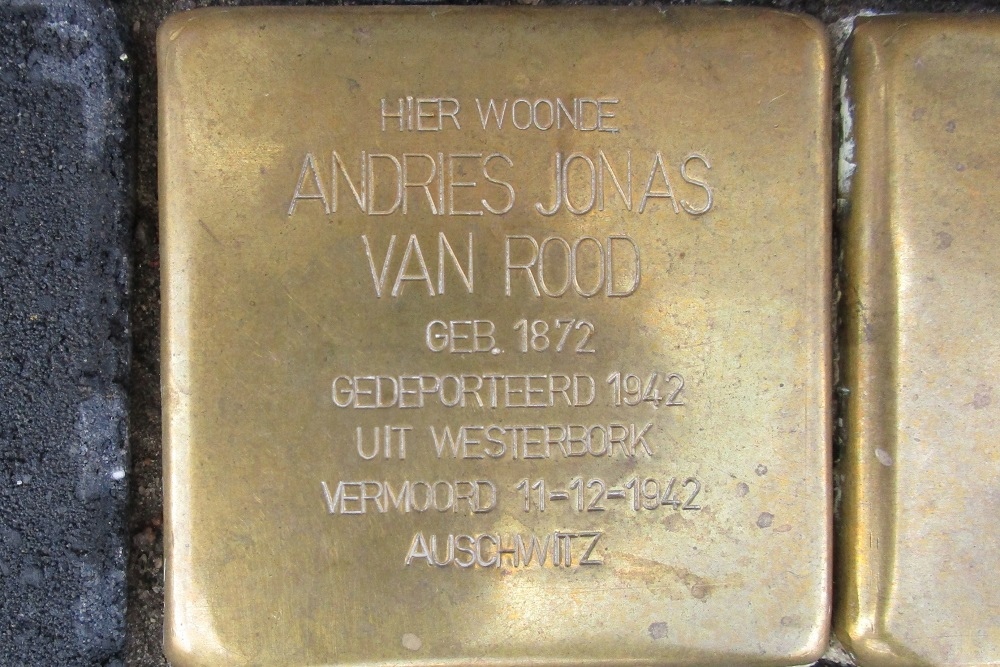 HIER WOONDE
ANDRIES JONAS
VAN ROOD
GEB. 1872
GEDEPORTEERD 1942
UIT WESTERBORK
VERMOORD 11-12-1942
AUSCHWITZ